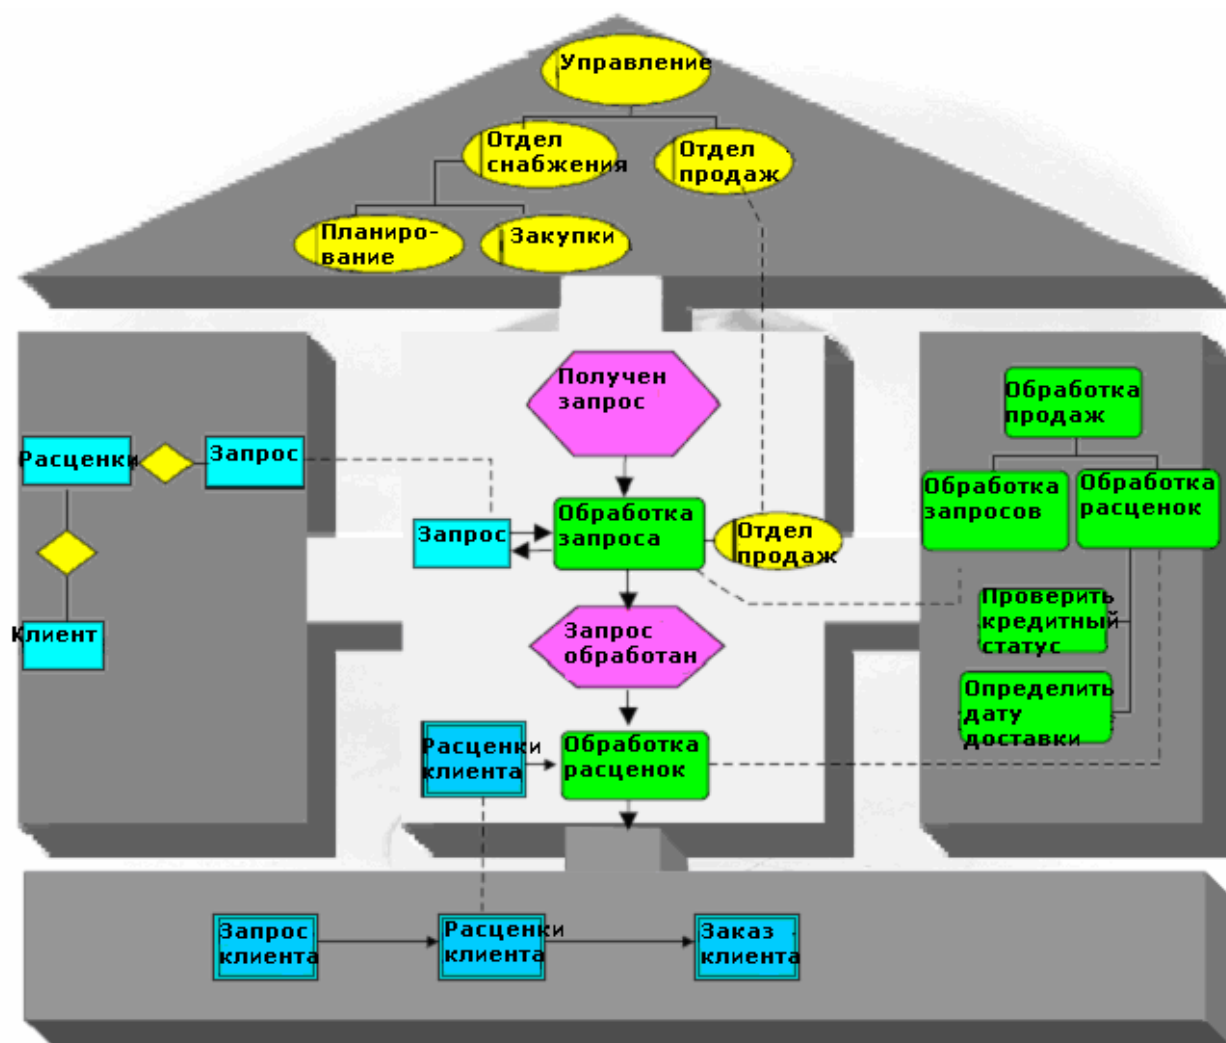 Управление
Отдел
снабжения
Отдел
продаж
Планиро-
вание
Закупки
Получен
запрос
Обработка
продаж
Расценки
Запрос
Обработка
запросов
Обработка
расценок
Запрос
Обработка
запроса
Отдел
продаж
Клиент
Запрос
обработан
Проверить
кредитный
статус
Определить
дату
доставки
Расценки
клиента
Обработка
расценок
Запрос
клиента
Расценки
клиента
Заказ
клиента